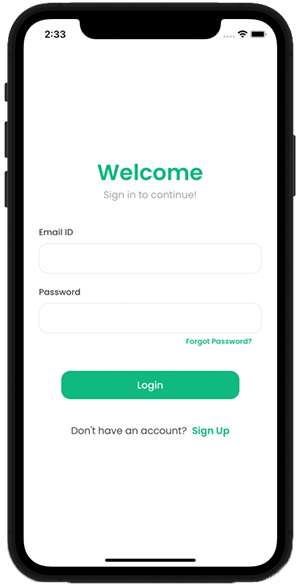 2:33
Welcome
Sign in to continue!
Email ID
Password
Forgot Password?
Login
Don't have an account? Sign Up